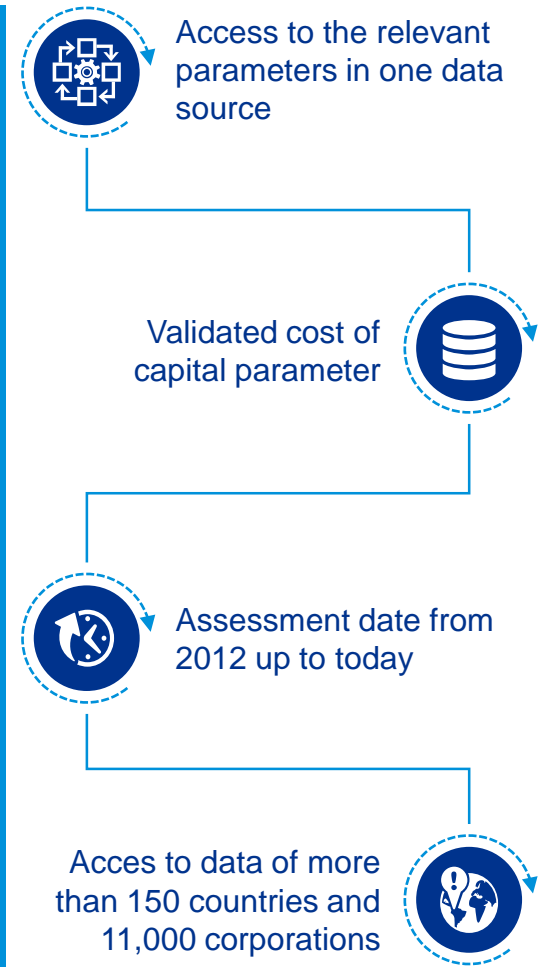 Access to the relevant
parameters in one data
source
Validated cost of
capital parameter
Assessment date from
2012 up to today
Acces to data of more
than 150 countries and
11,000 corporations